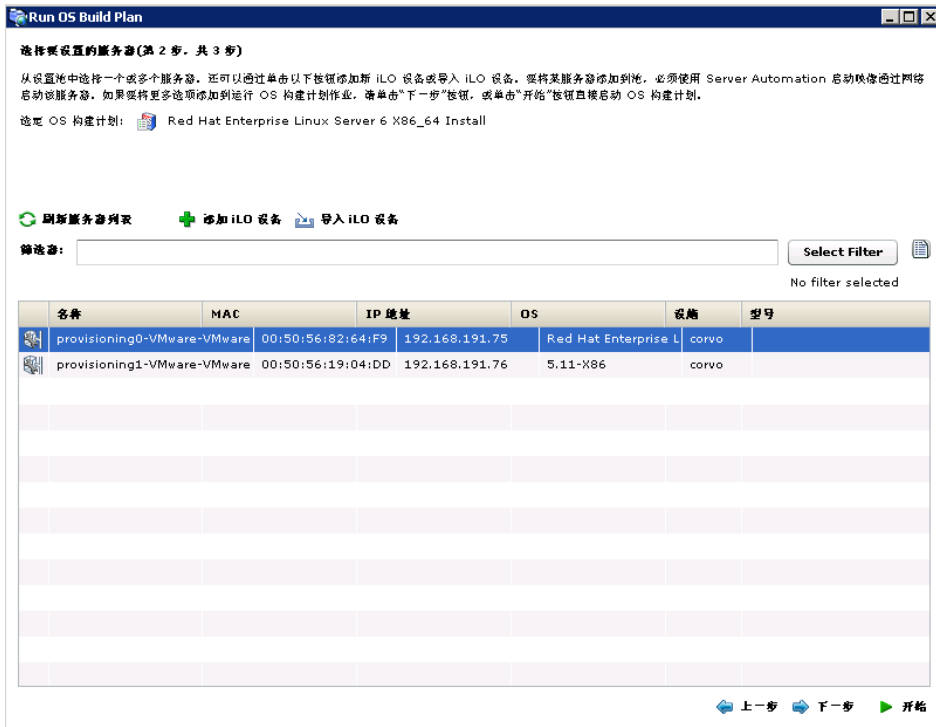 Run OS Build Plan
选择要设置的服务器(第 2 步，共 3 步)
从设置池中选择一个或多个服务器。还可以通过单击以下按钮添加新 iLO 设备或导入 iLO 设备。要将某服务器添加到池，必须使用 Server Automation 启动映像通过网络
启动该服务器。如果要将更多选项添加到运行 OS 构建计划作业，请单击“下一步”按钮，或单击“开始”按钮直接启动 OS 构建计划。
选定 OS 构建计划: Red Hat Enterprise Linux Server 6 X86_64 Install
刷新服务器列表 添加 iLO 设备 导入 iLO 设备
筛选器: Select Filter
No filter selected
名称 MAC IP 地址 OS 设施 型号
provisioning0-VMware-VMware 00:50:56:82:64:F9 192.168.191.75 Red Hat Enterprise L corvo
provisioning1-VMware-VMware 00:50:56:19:04:DD 192.168.191.76 5.11-X86 corvo
上一步 下一步 开始